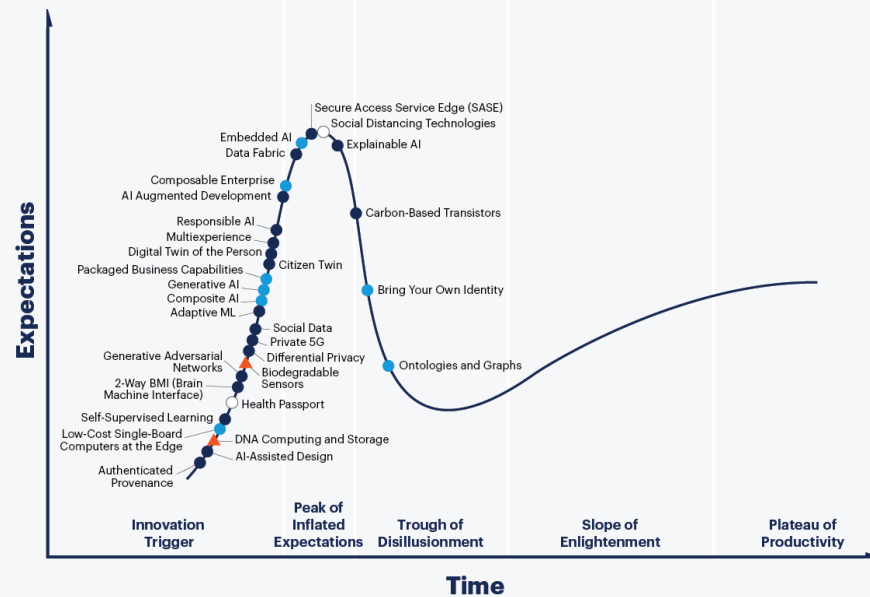 Expectations
Secure Access Service Edge (SASE)
Social Distancing Technologies
Embedded AI
Explainable AI
Data Fabric
Composable Enterprise
AI Augmented Development
Carbon-Based Transistors
Responsible AI
Multiexperience
Digital Twin of the Person
Citizen Twin
Packaged Business Capabilities
Generative AI
Bring Your Own Identity
Composite AI
Adaptive ML
Social Data
Private 5G
Generative Adversarial
Networks
Differential Privacy
Ontologies and Graphs
Biodegradable
Sensors
2-Way BMI (Brain
Machine Interface)
Health Passport
Self-Supervised Learning
Low-Cost Single-Board
Computers at the Edge
DNA Computing and Storage
AI-Assisted Design
Authenticated
Provenance
Innovation
Trigger
Peak of
Inflated
Expectations
Trough of
Disillusionment
Slope of
Enlightenment
Plateau of
Productivity
Time